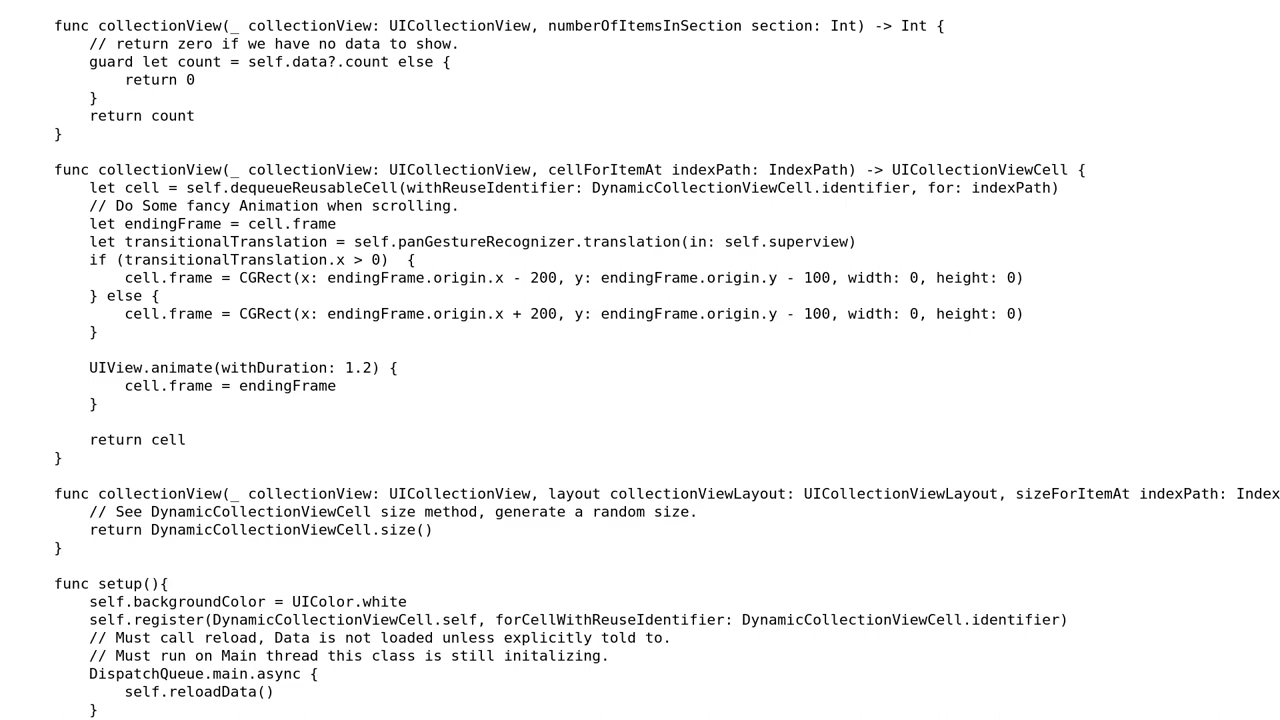 func collectionView(_ collectionView: UICollectionView, numberOfItemsInSection section: Int) -> Int {
// return zero if we have no data to show.
guard let count = self.data?.count else {
return 0
}
return count
}
func collectionView(_ collectionView: UICollectionView, cellForItemAt indexPath: IndexPath) -> UICollectionViewCell {
let cell = self.dequeueReusableCell(withReuseIdentifier: DynamicCollectionViewCell.identifier, for: indexPath)
// Do Some fancy Animation when scrolling.
let endingFrame = cell.frame
let transitionalTranslation = self.panGestureRecognizer.translation(in: self.superview)
if (transitionalTranslation.x > 0)  {
cell.frame = CGRect(x: endingFrame.origin.x - 200, y: endingFrame.origin.y - 100, width: 0, height: 0)
} else {
cell.frame = CGRect(x: endingFrame.origin.x + 200, y: endingFrame.origin.y - 100, width: 0, height: 0)
}
UIView.animate(withDuration: 1.2) {
cell.frame = endingFrame
}
return cell
}
func collectionView(_ collectionView: UICollectionView, layout collectionViewLayout: UICollectionViewLayout, sizeForItemAt indexPath: Index
// See DynamicCollectionViewCell size method, generate a random size.
return DynamicCollectionViewCell.size()
}
func setup(){
self.backgroundColor = UIColor.white
self.register(DynamicCollectionViewCell.self, forCellWithReuseIdentifier: DynamicCollectionViewCell.identifier)
// Must call reload, Data is not loaded unless explicitly told to.
// Must run on Main thread this class is still initalizing.
DispatchQueue.main.async {
self.reloadData()
}